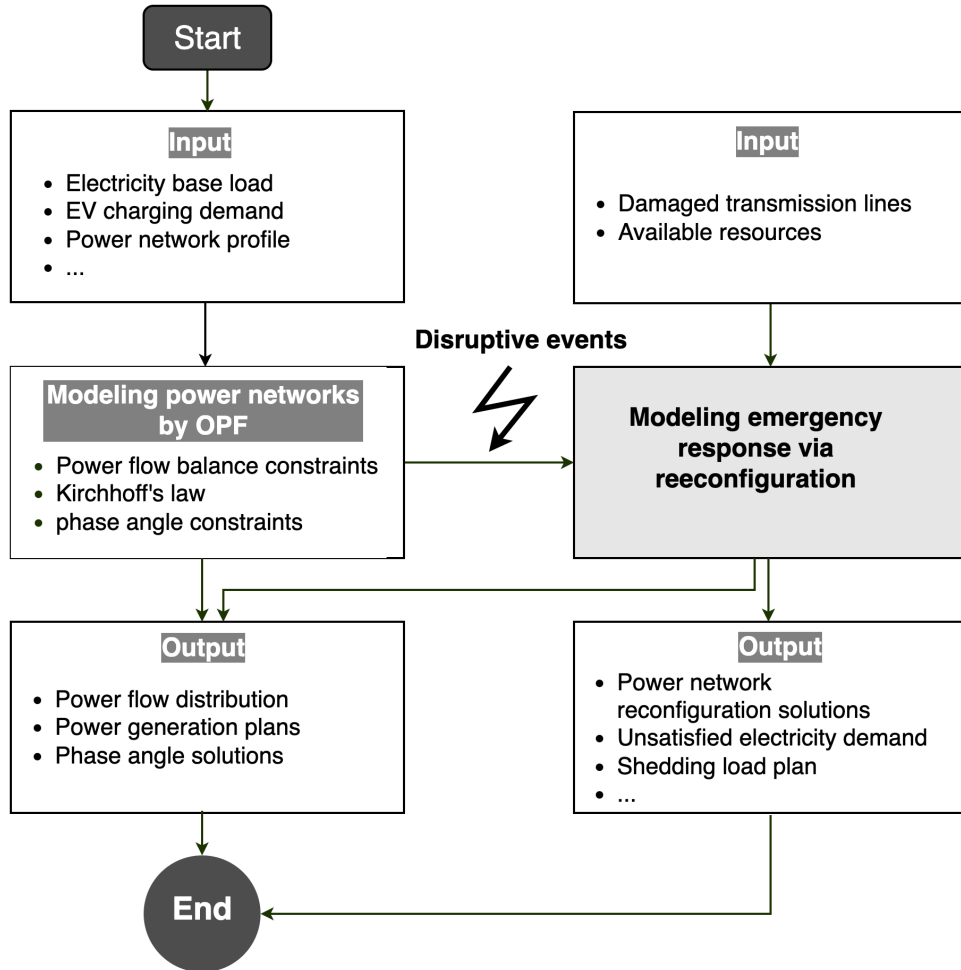 Start
Input
• Electricity base load
• EV charging demand
• Power network profile
• ...
Input
• Damaged transmission lines
• Available resources
Disruptive events
Modeling power networks
by OPF
• Power flow balance constraints
• Kirchhoff's law
• phase angle constraints
Modeling emergency
response via
reeconfiguration
Output
• Power flow distribution
• Power generation plans
• Phase angle solutions
Output
• Power network
reconfiguration solutions
• Unsatisfied electricity demand
• Shedding load plan
• ...
End